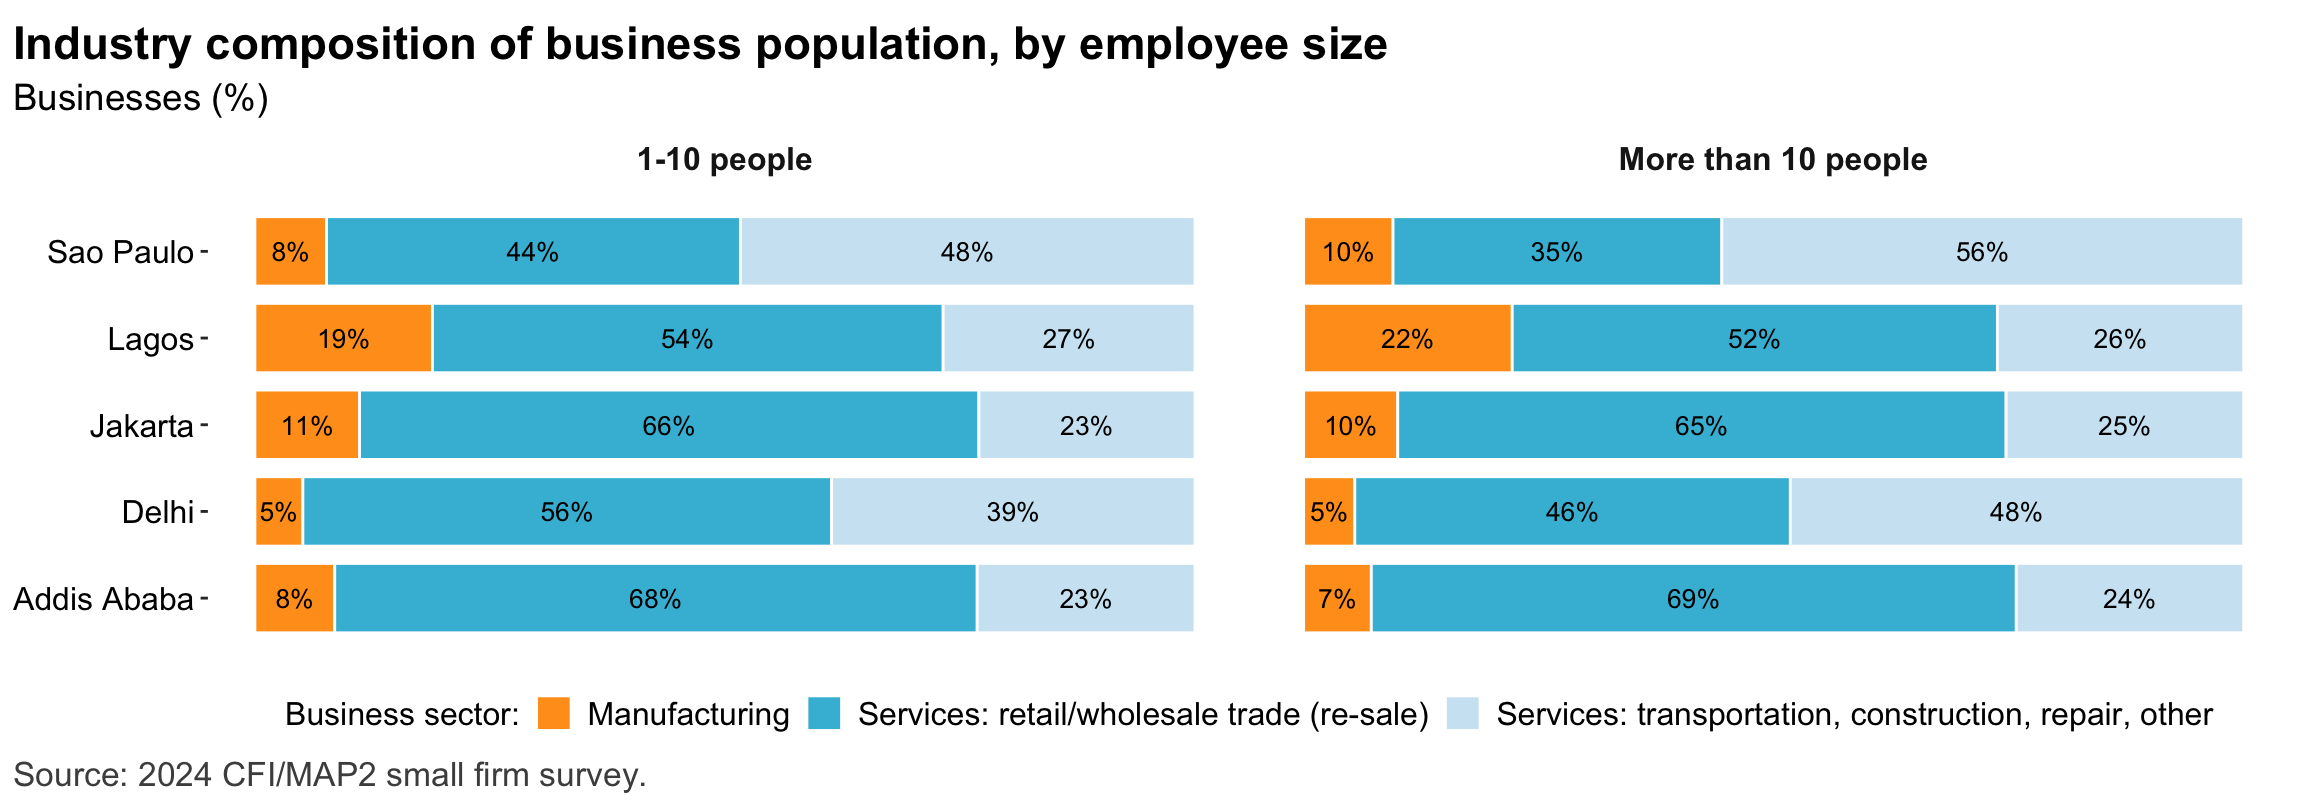 Industry composition of business population, by employee size
Businesses (%)
1-10 people
More than 10 people
Sao Paulo 8% 44% 48% 10% 35% 56%
Lagos 19% 54% 27% 22% 52% 26%
Jakarta 11% 66% 23% 10% 65% 25%
Delhi 5% 56% 39% 5% 46% 48%
Addis Ababa 8% 68% 23% 7% 69% 24%
Business sector: Manufacturing Services: retail/wholesale trade (re-sale) Services: transportation, construction, repair, other
Source: 2024 CFI/MAP2 small firm survey.